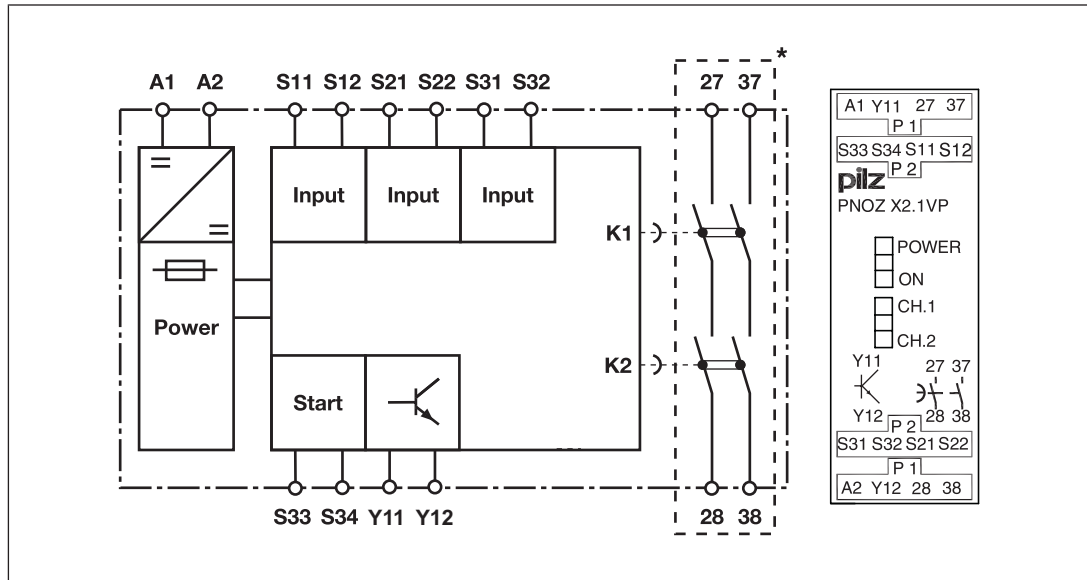 A1 A2 S11 S12 S21 S22 S31 S32 27 37 *
Input Input Input
K1
Power
K2
Start
S33 S34 Y11 Y12 28 38
A1 Y11 27 37
P 1
S33 S34 S11 S12
P 2
pilz
PNOZ X2.1VP
POWER
ON
CH.1
CH.2
Y11 27 37
Y12 28 38
P 2
S31 S32 S21 S22
P 1
A2 Y12 28 38